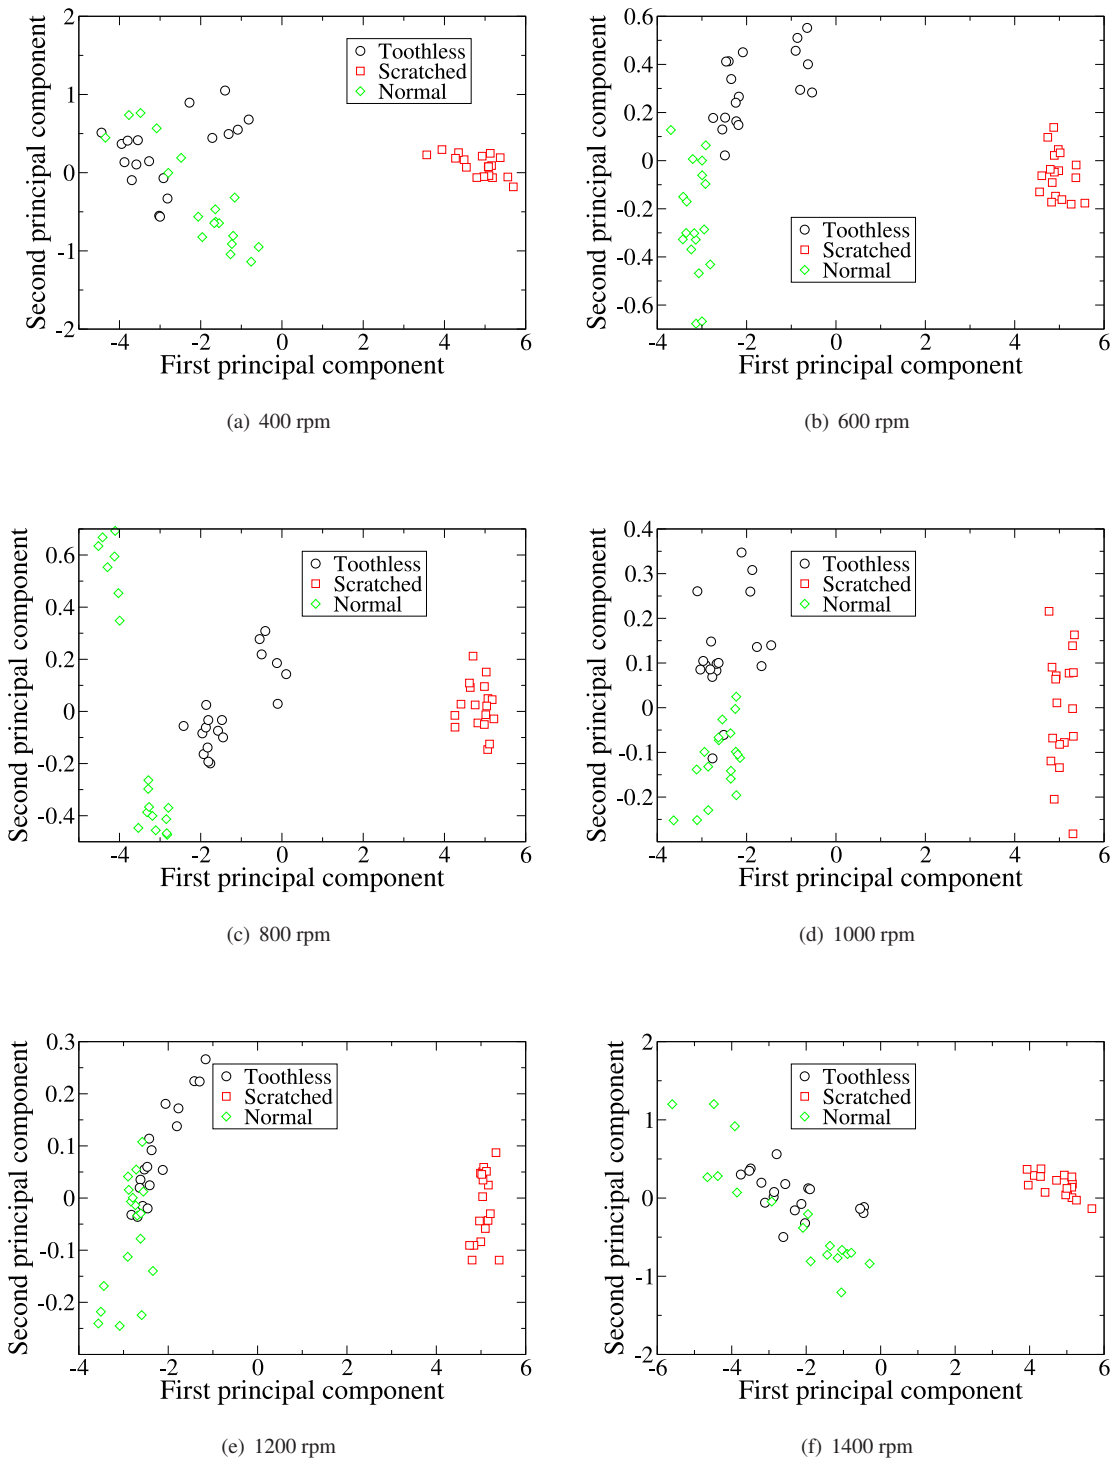 2
1
0
-1
-2
-4
-2
0
2
4
6
Second principal component
First principal component
Toothless
Scratched
Normal
(a) 400 rpm
0.6
0.4
0.2
0
-0.2
-0.4
-0.6
-4
-2
0
2
4
6
Second principal component
First principal component
Toothless
Scratched
Normal
(b) 600 rpm
0.6
0.4
0.2
0
-0.2
-0.4
-4
-2
0
2
4
6
Second principal component
First principal component
Toothless
Scratched
Normal
(c) 800 rpm
0.4
0.3
0.2
0.1
0
-0.1
-0.2
-4
-2
0
2
4
6
Second principal component
First principal component
Toothless
Scratched
Normal
(d) 1000 rpm
0.3
0.2
0.1
0
-0.1
-0.2
-4
-2
0
2
4
6
Second principal component
First principal component
Toothless
Scratched
Normal
(e) 1200 rpm
2
1
0
-1
-2
-6
-4
-2
0
2
4
6
Second principal component
First principal component
Toothless
Scratched
Normal
(f) 1400 rpm